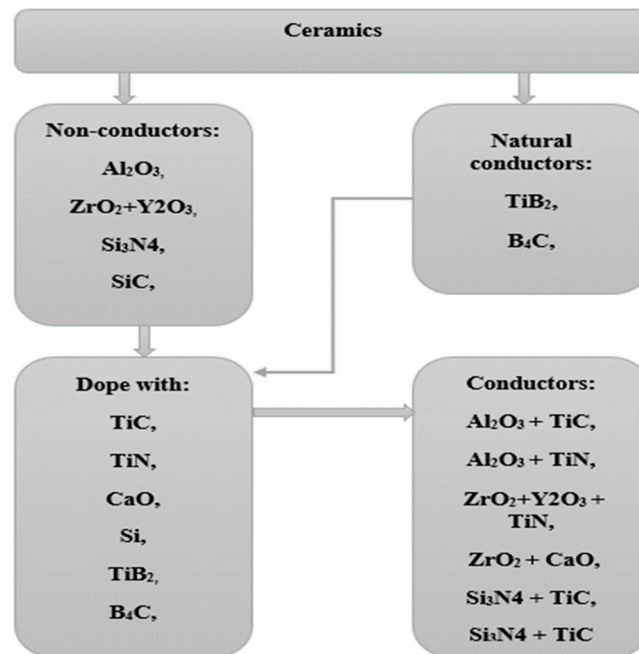 Ceramics
Non-conductors:
Al₂O₃,
ZrO₂+Y2O₃,
Si₃N4,
SiC,
Natural
conductors:
TiB₂,
B₄C,
Dope with:
TiC,
TiN,
CaO,
Si,
TiB₂,
B₄C,
Conductors:
Al₂O₃ + TiC,
Al₂O₃ + TiN,
ZrO₂+Y2O₃ +
TiN,
ZrO₂ + CaO,
Si₃N4 + TiC,
Si₃N4 + TiC